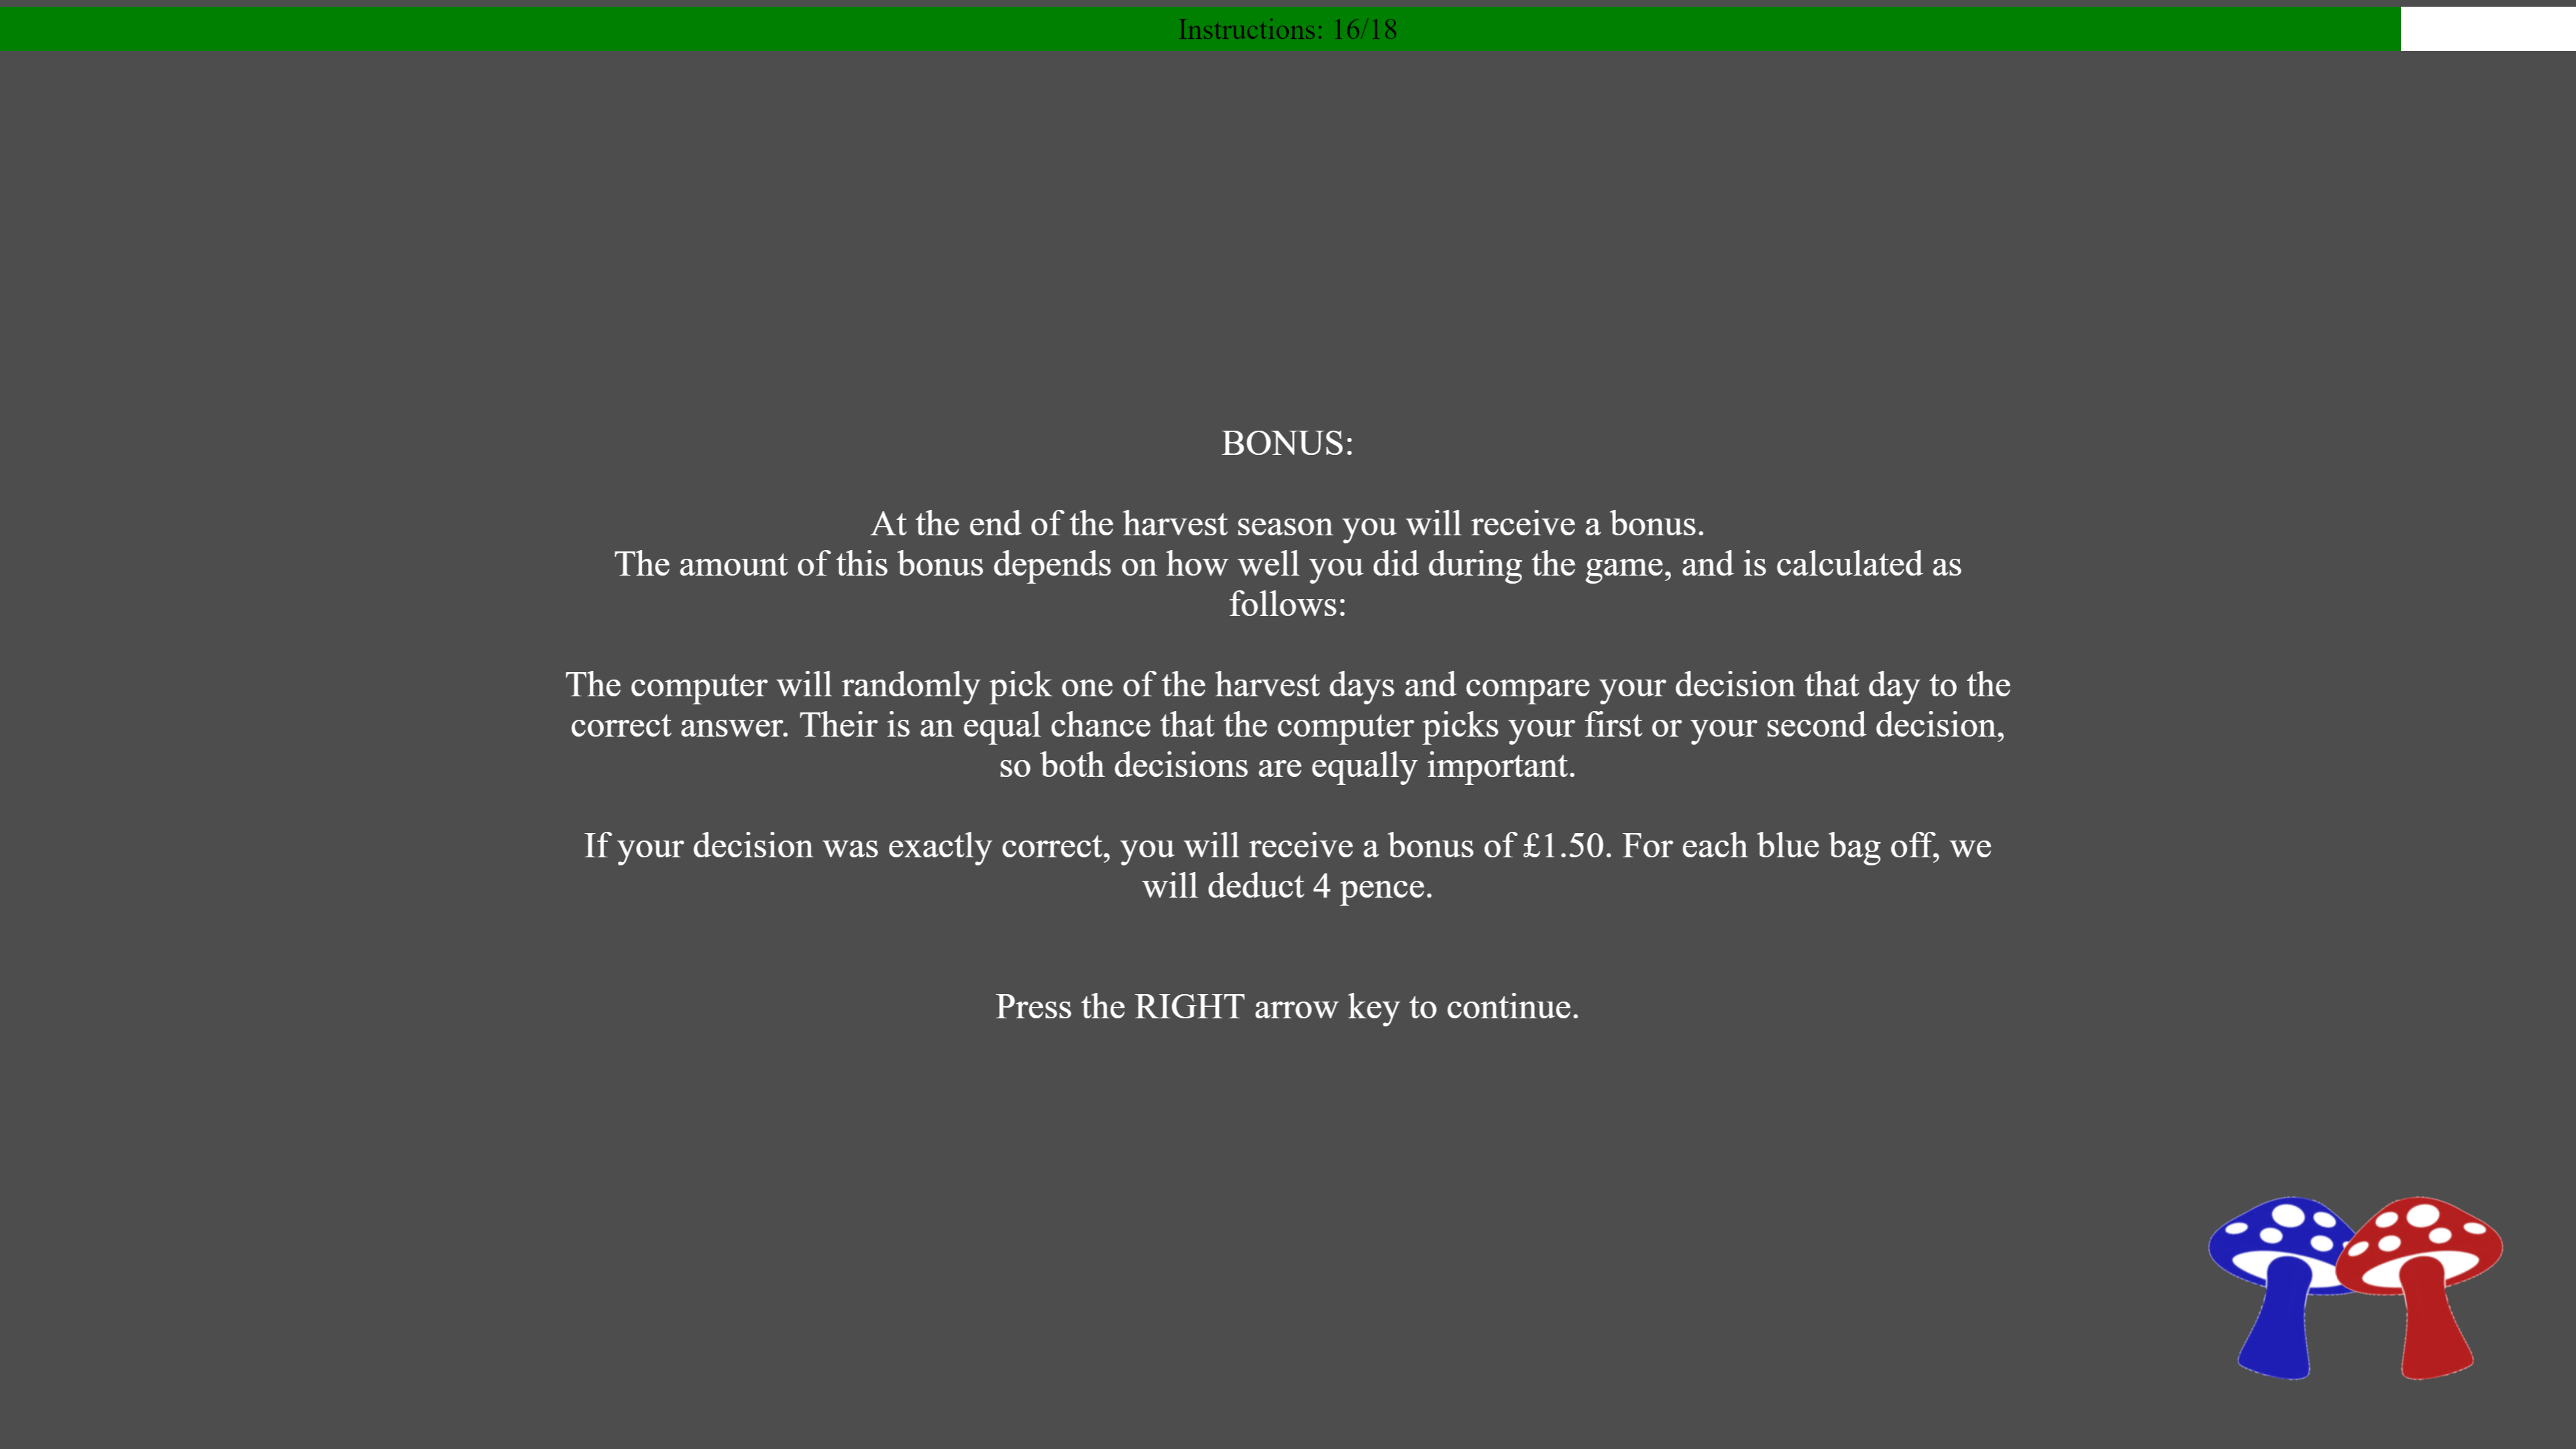 Instructions: 16/18
BONUS:
At the end of the harvest season you will receive a bonus.
The amount of this bonus depends on how well you did during the game, and is calculated as
follows:
The computer will randomly pick one of the harvest days and compare your decision that day to the
correct answer. Their is an equal chance that the computer picks your first or your second decision,
so both decisions are equally important.
If your decision was exactly correct, you will receive a bonus of £1.50. For each blue bag off, we
will deduct 4 pence.
Press the RIGHT arrow key to continue.